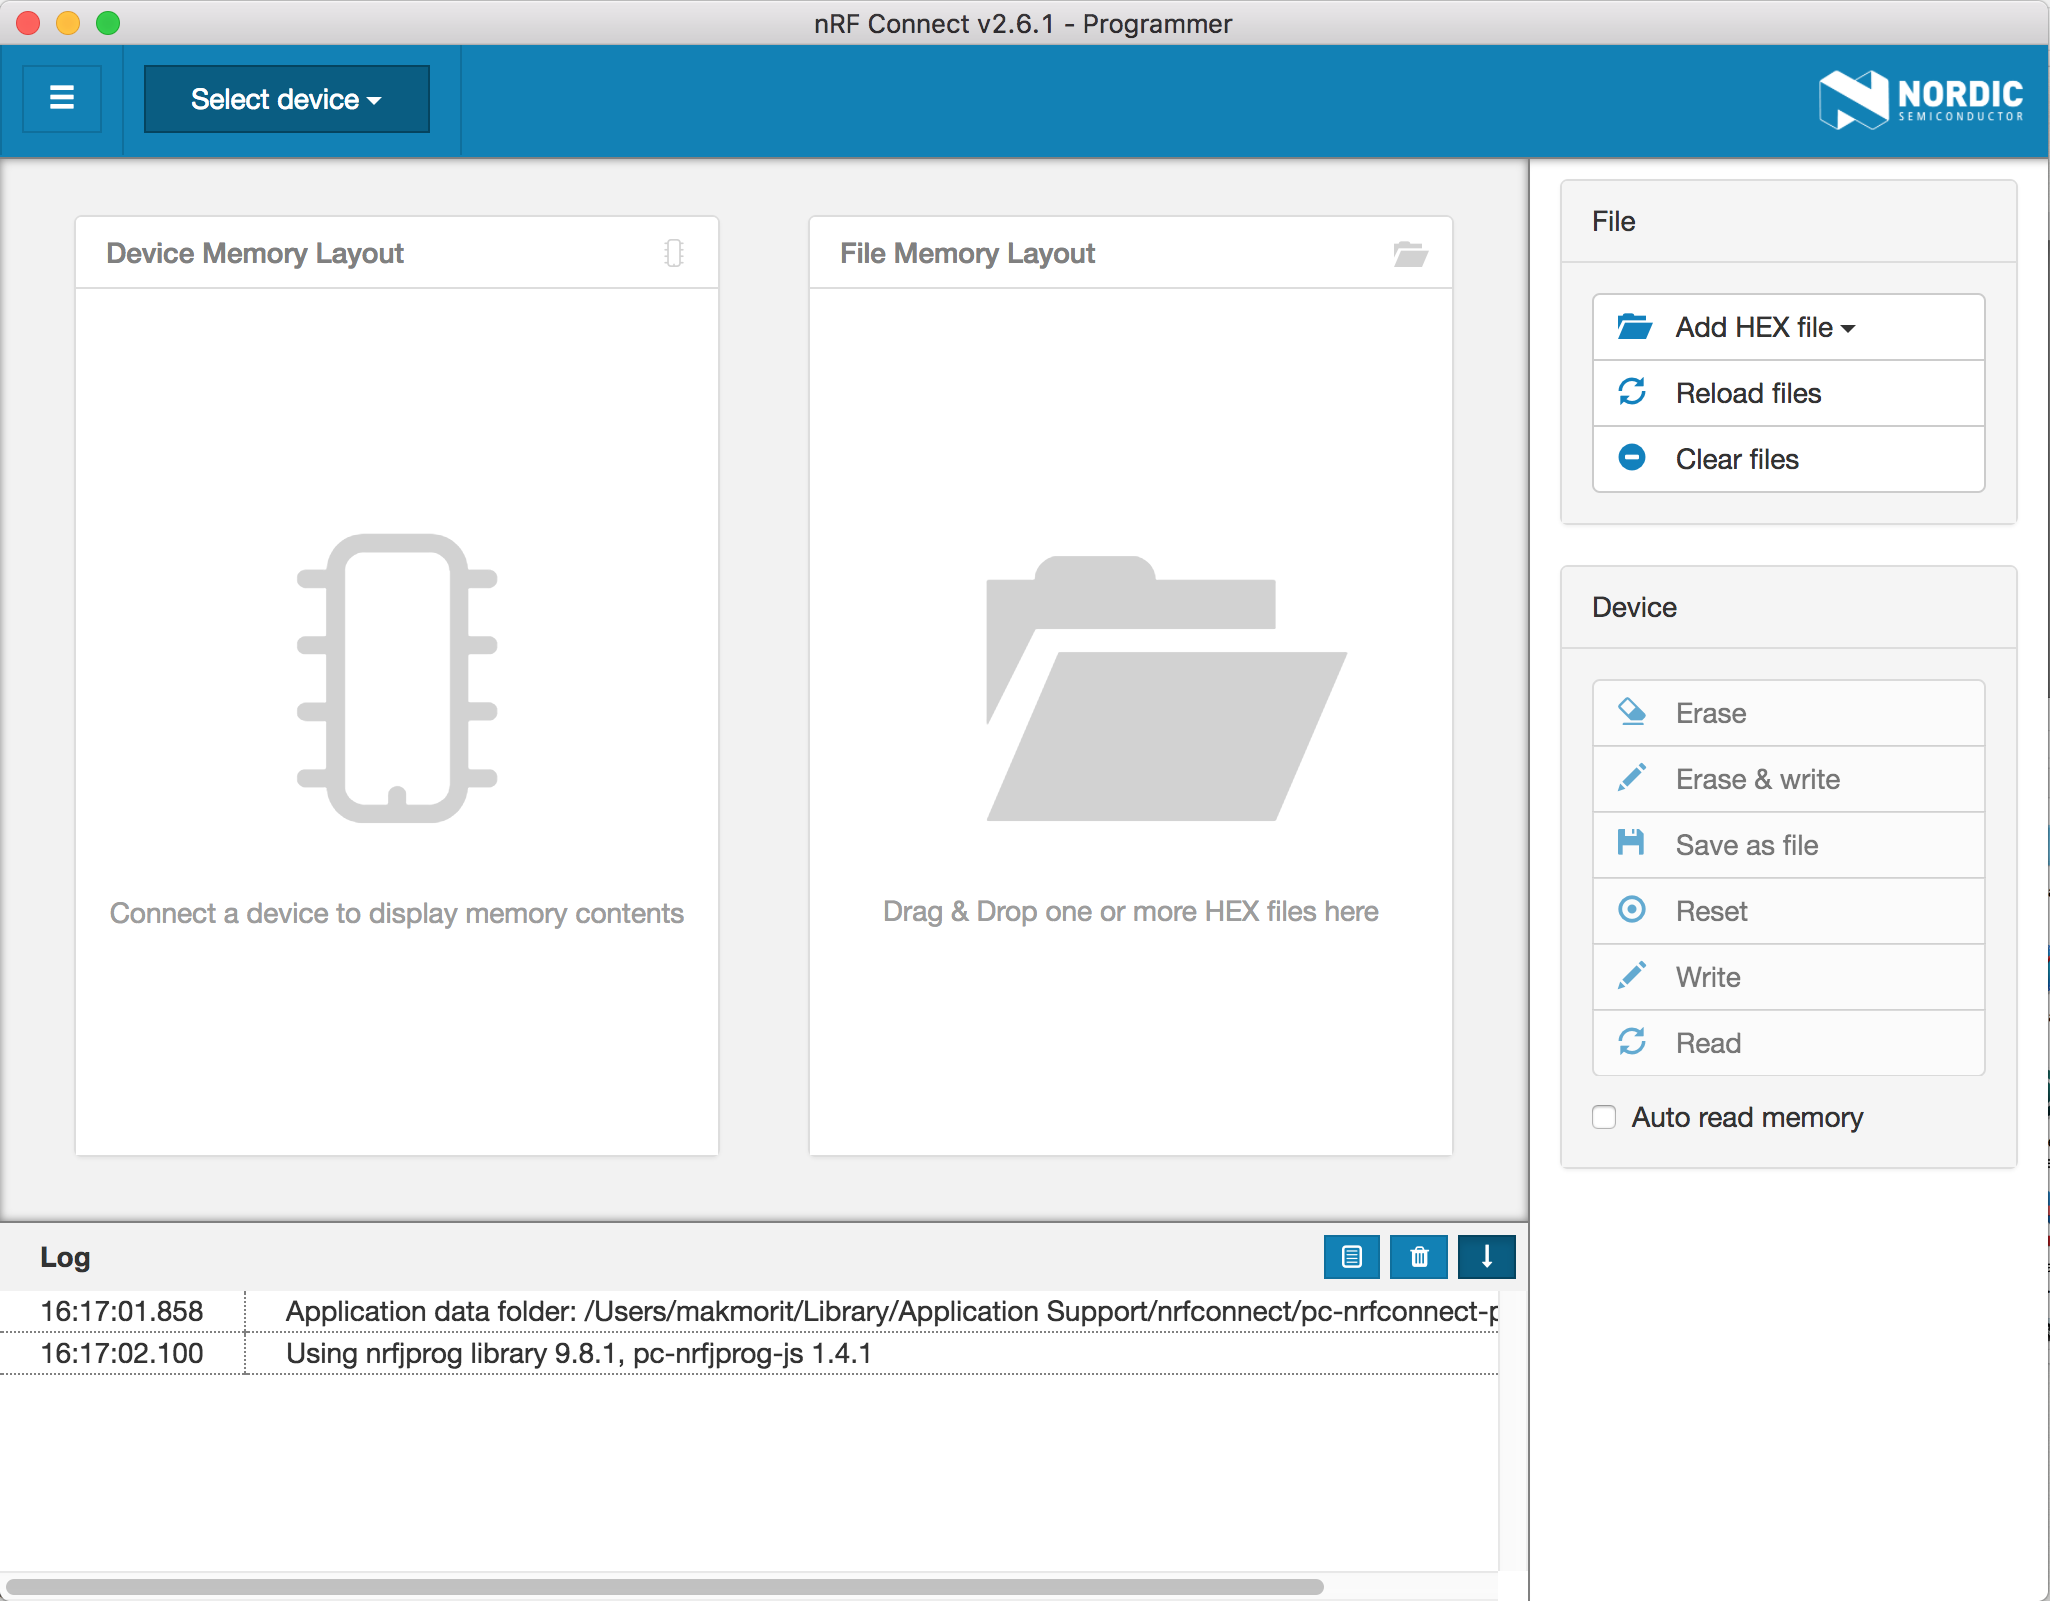 nRF Connect v2.6.1 - Programmer
Select device
NORDIC
SEMICONDUCTOR
Device Memory Layout
Connect a device to display memory contents
File Memory Layout
Drag & Drop one or more HEX files here
File
Add HEX file
Reload files
Clear files
Device
Erase
Erase & write
Save as file
Reset
Write
Read
Auto read memory
Log
16:17:01.858 Application data folder: /Users/makmorit/Library/Application Support/nrfconnect/pc-nrfconnect-p
16:17:02.100 Using nrfjprog library 9.8.1, pc-nrfjprog-js 1.4.1